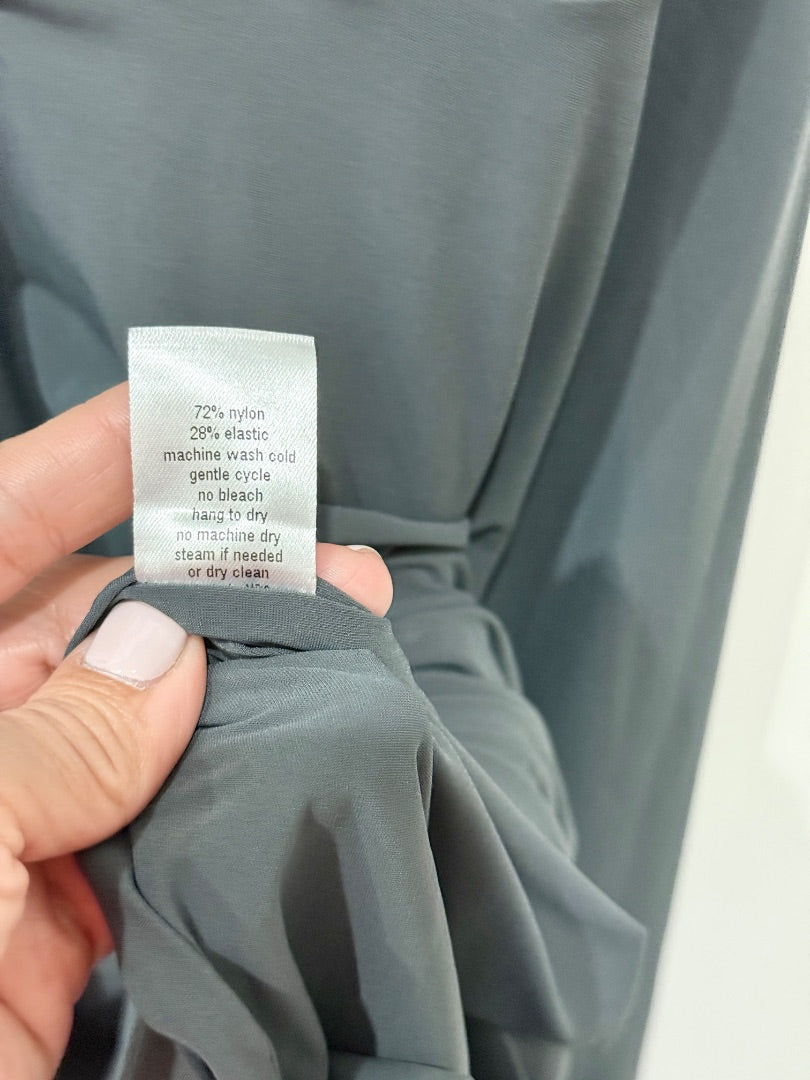 72% nylon
28% elastic
machine wash cold
gentle cycle
no bleach
hang to dry
no machine dry
steam if needed
or dry clean